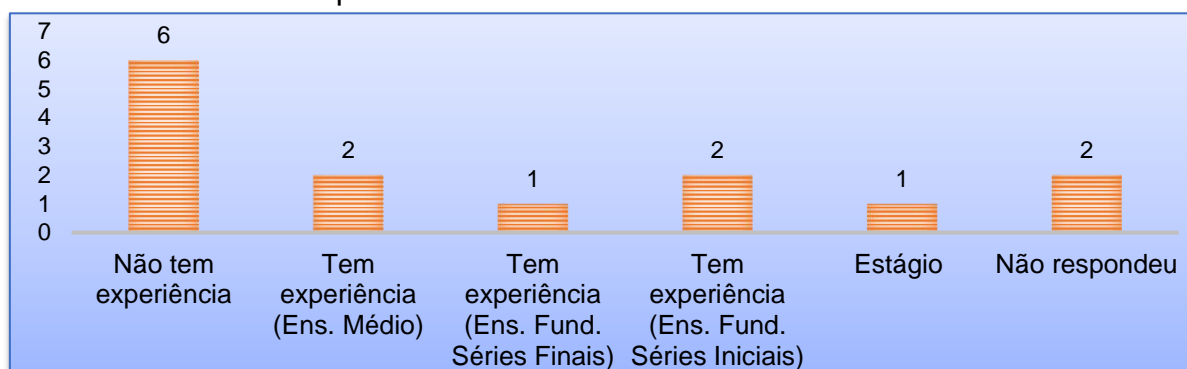 7
6
5
4
3
2
1
0
6
2
1
2
1
2
Não tem
experiência
Tem
experiência
(Ens. Médio)
Tem
experiência
(Ens. Fund.
Séries Finais)
Tem
experiência
(Ens. Fund.
Séries Iniciais)
Estágio
Não respondeu